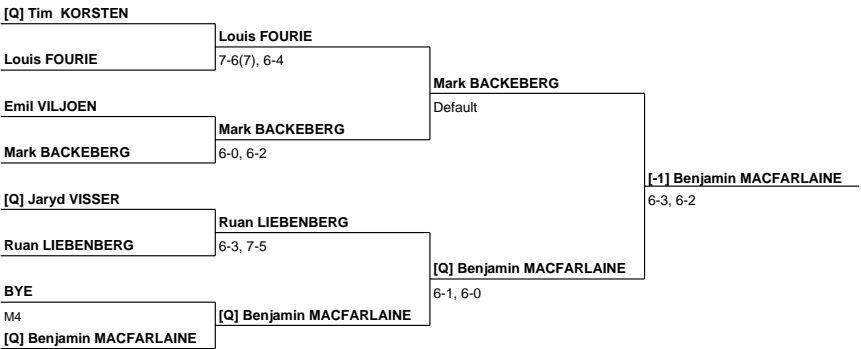 [Q] Tim KORSTEN
Louis FOURIE
Louis FOURIE
7-6(7), 6-4
Mark BACKEBERG
Default
Emil VILJOEN
Mark BACKEBERG
Mark BACKEBERG
6-0, 6-2
[-1] Benjamin MACFARLAINE
6-3, 6-2
[Q] Jaryd VISSER
Ruan LIEBENBERG
Ruan LIEBENBERG
6-3, 7-5
[Q] Benjamin MACFARLAINE
6-1, 6-0
BYE
M4
[Q] Benjamin MACFARLAINE
[Q] Benjamin MACFARLAINE